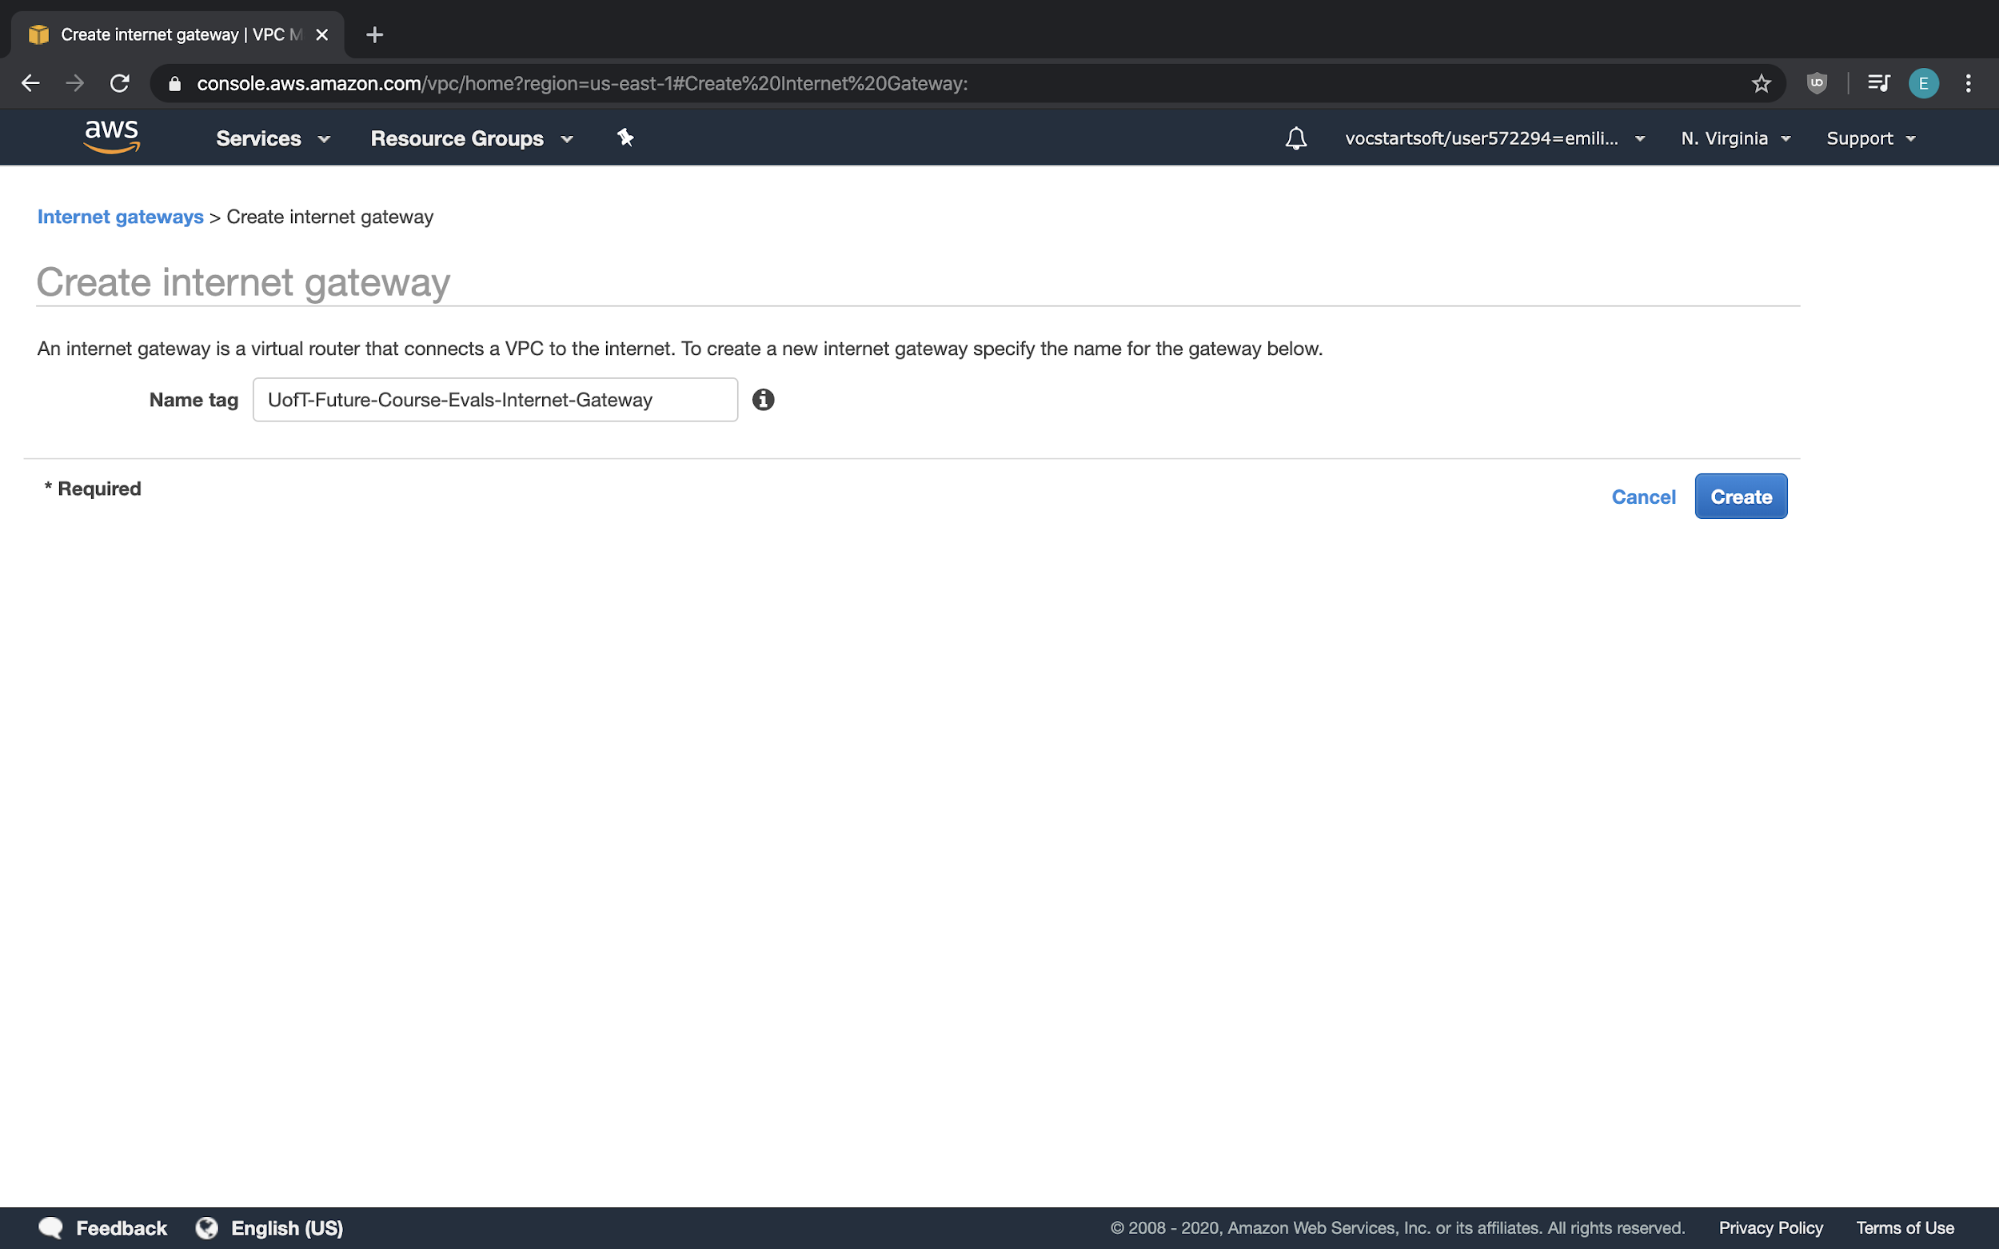 Create internet gateway | VPC M
console.aws.amazon.com/vpc/home?region=us-east-1#Create%20Internet%20Gateway:
E
aws
Services
Resource Groups
vocstartsoft/user572294=emili...
N. Virginia
Support
Internet gateways > Create internet gateway
Create internet gateway
An internet gateway is a virtual router that connects a VPC to the internet. To create a new internet gateway specify the name for the gateway below.
Name tag
UofT-Future-Course-Evals-Internet-Gateway
* Required
Cancel
Create
Feedback
English (US)
© 2008 - 2020, Amazon Web Services, Inc. or its affiliates. All rights reserved.
Privacy Policy
Terms of Use